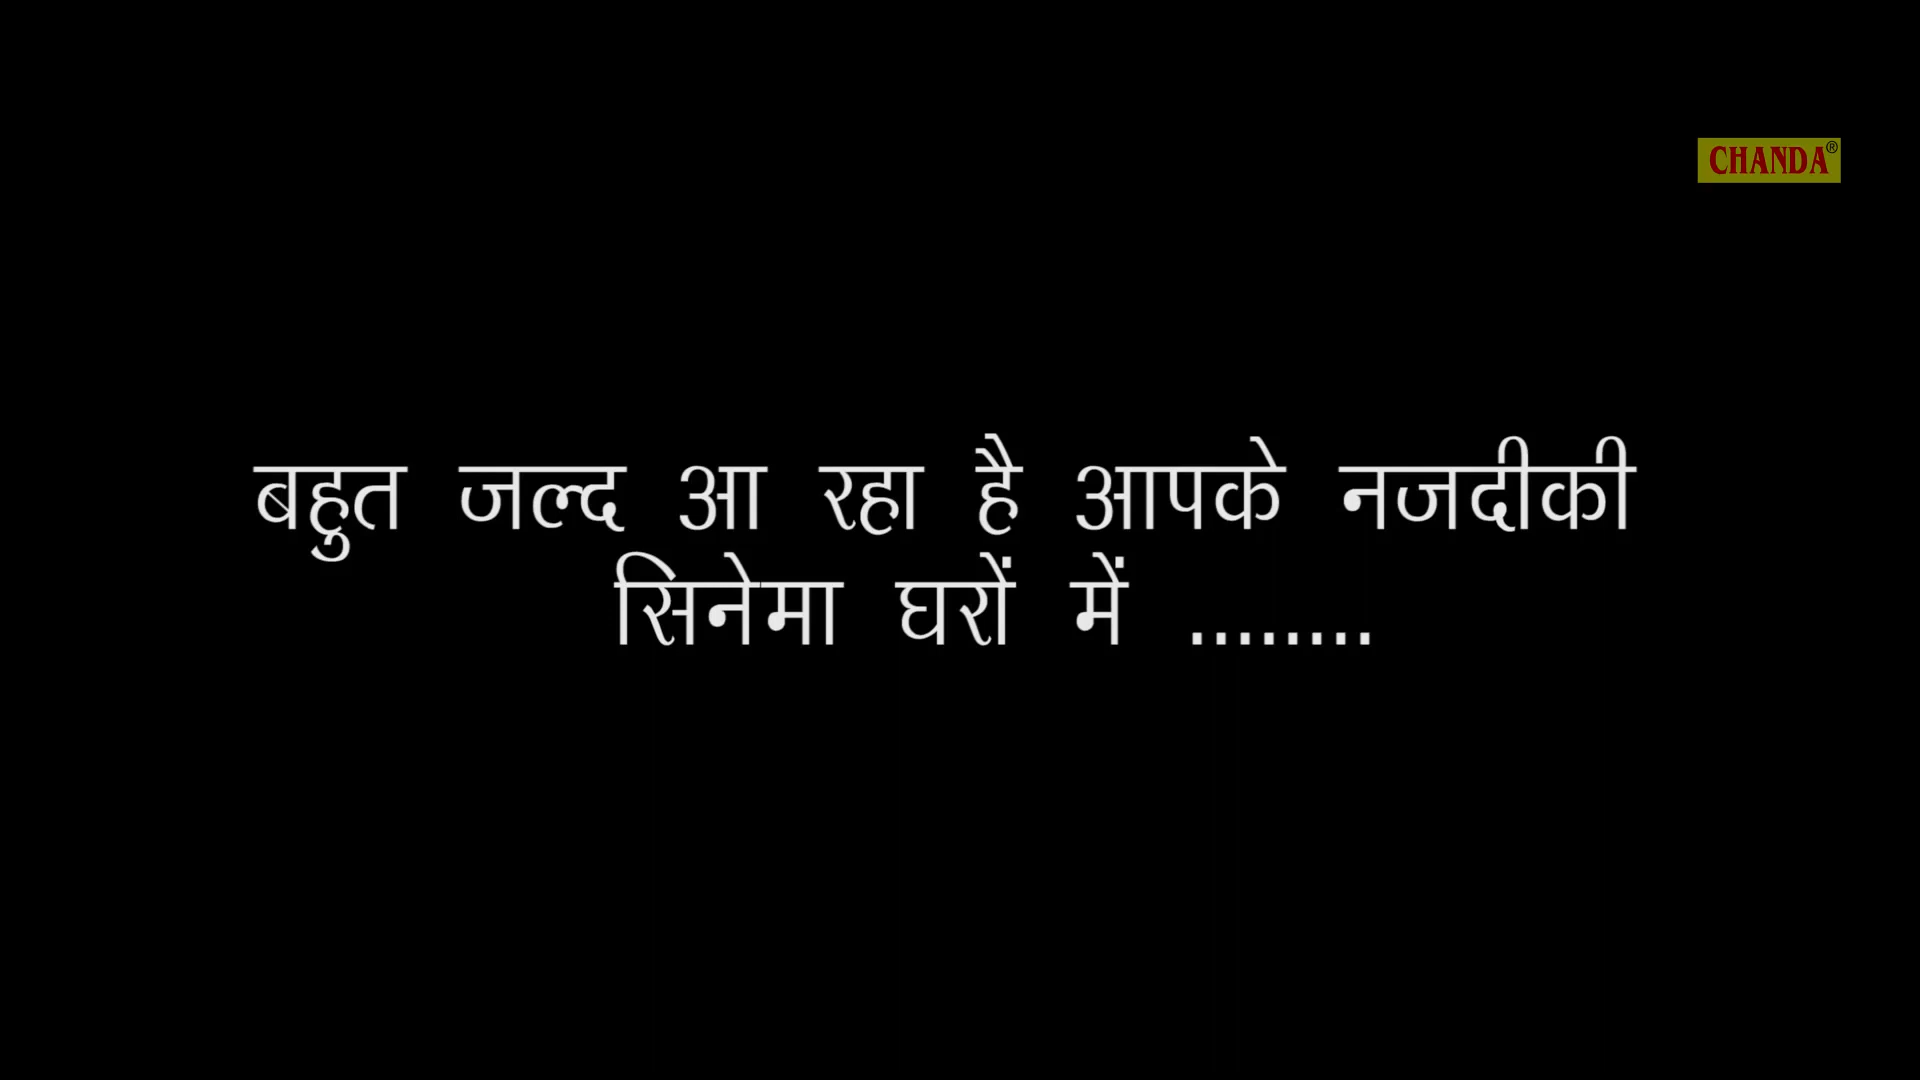 CHANDA®
बहुत जल्द आ रहा है आपके नजदीकी
सिनेमा घरों में ........